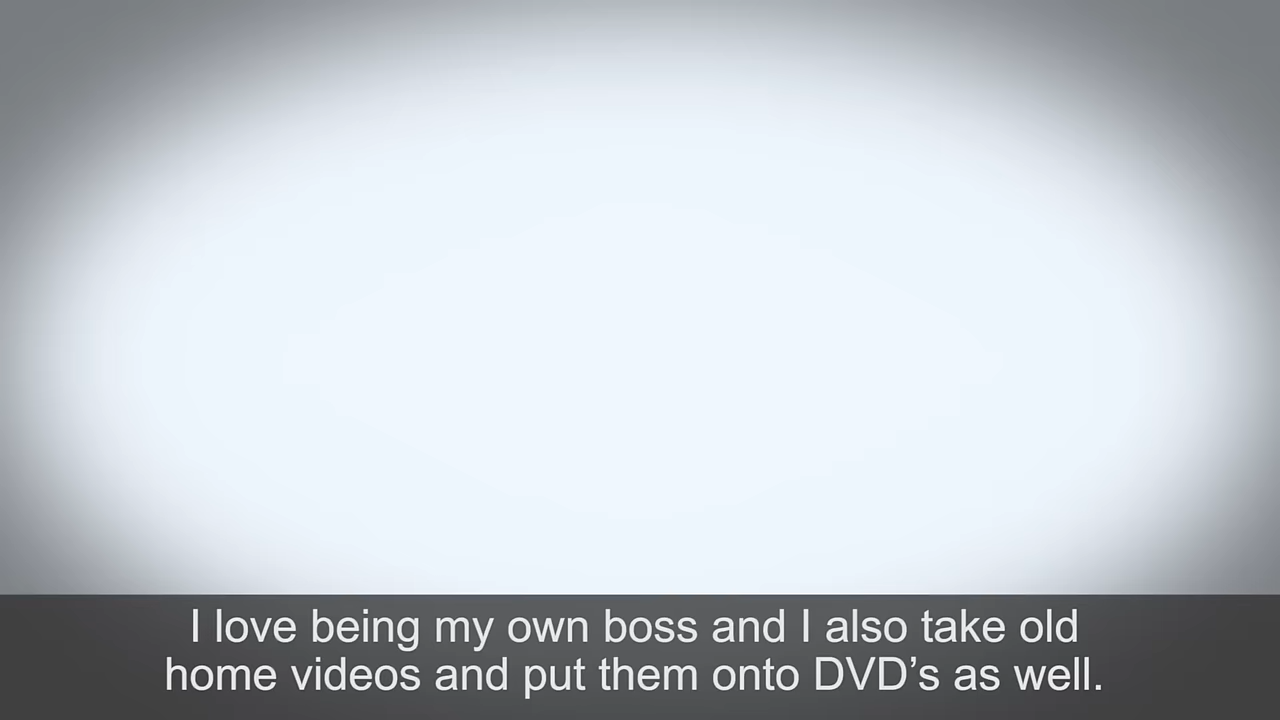 I love being my own boss and I also take old
home videos and put them onto DVD’s as well.